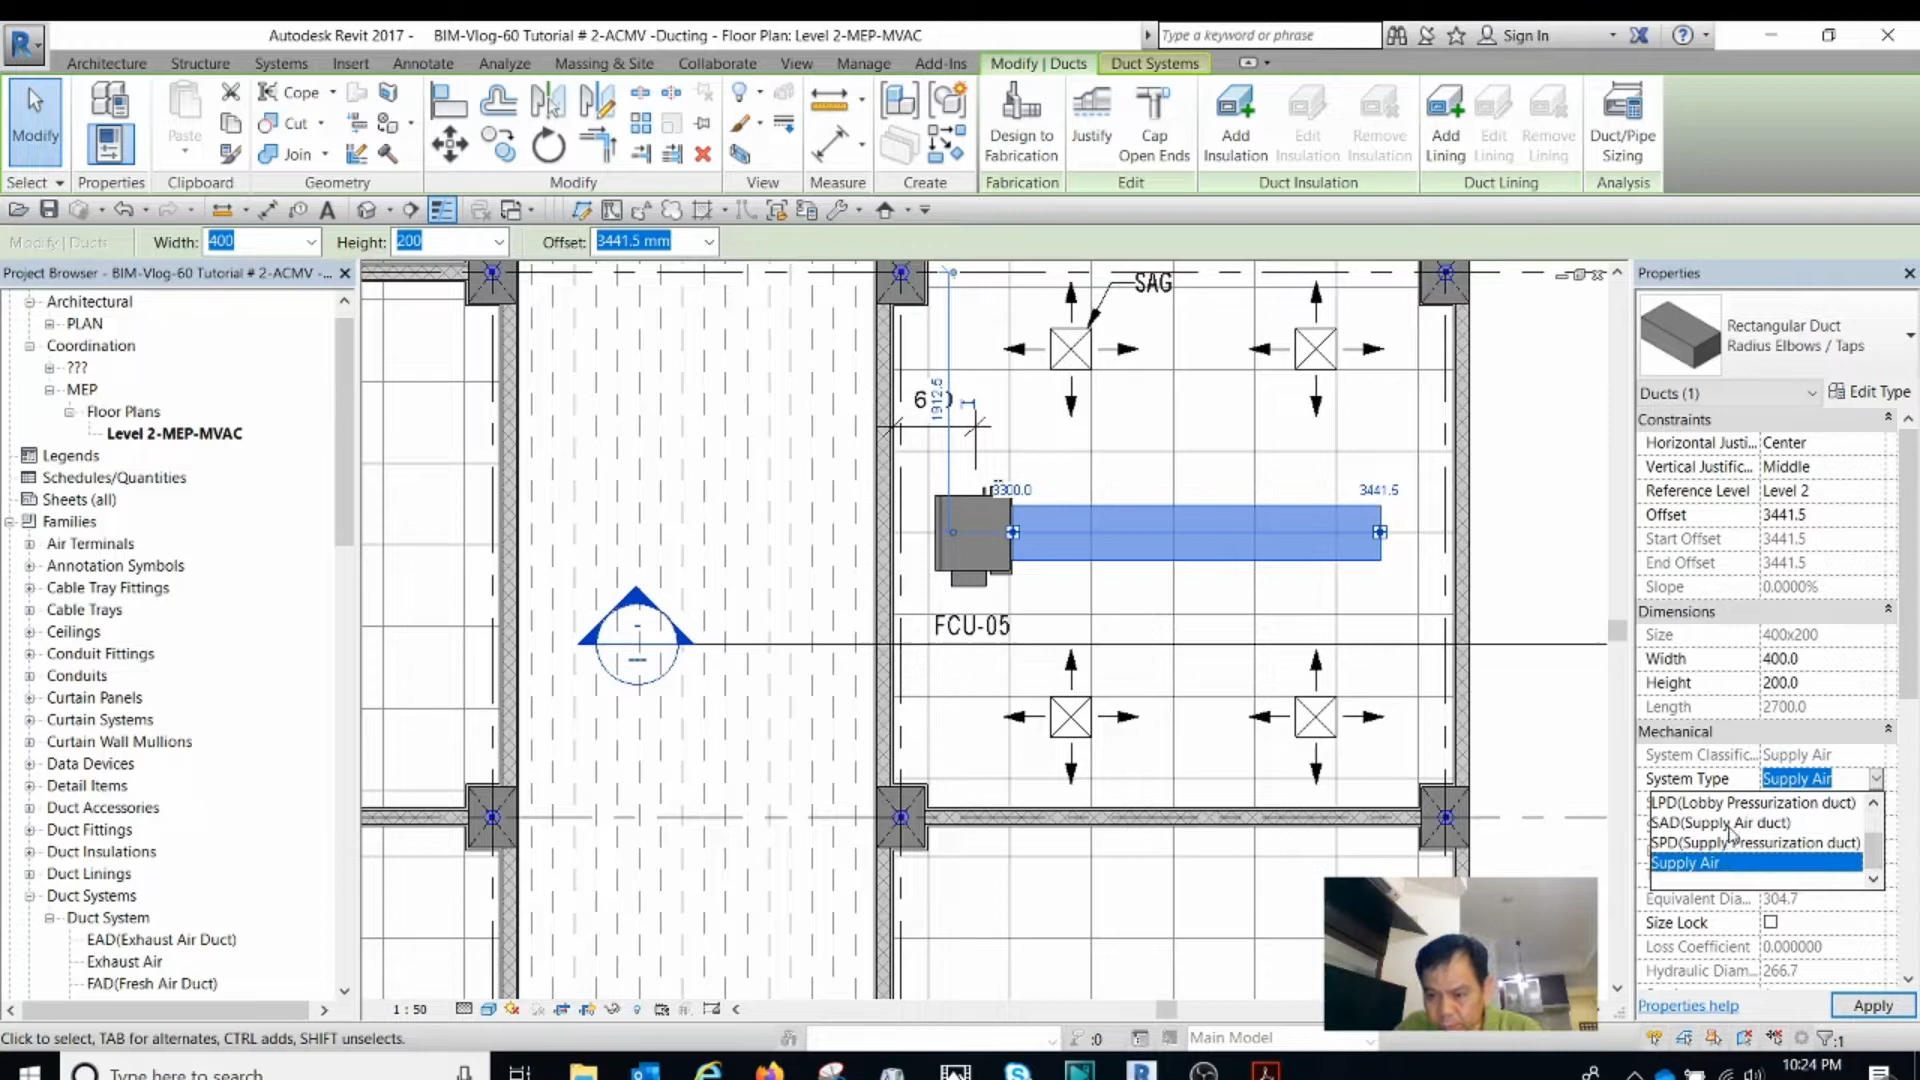 Autodesk Revit 2017 - BIM-Vlog-60 Tutorial # 2-ACMV -Ducting - Floor Plan: Level 2-MEP-MVAC
Type a keyword or phrase
Sign In
Architecture Structure Systems Insert Annotate Analyze Massing & Site Collaborate View Manage Add-Ins Modify | Ducts Duct Systems
Modify
Paste
Cope
Cut
Join
Design to Fabrication
Justify
Cap Open Ends
Add Insulation
Edit Insulation
Remove Insulation
Add Lining
Edit Lining
Remove Lining
Duct/Pipe Sizing
Select Properties Clipboard Geometry Modify View Measure Create Fabrication Edit Duct Insulation Duct Lining Analysis
Modify | Ducts Width: 400 Height: 200 Offset: 3441.5 mm
Project Browser - BIM-Vlog-60 Tutorial # 2-ACMV -...
Architectural
PLAN
Coordination
???
MEP
Floor Plans
Level 2-MEP-MVAC
Legends
Schedules/Quantities
Sheets (all)
Families
Air Terminals
Annotation Symbols
Cable Tray Fittings
Cable Trays
Ceilings
Conduit Fittings
Conduits
Curtain Panels
Curtain Systems
Curtain Wall Mullions
Data Devices
Detail Items
Duct Accessories
Duct Fittings
Duct Insulations
Duct Linings
Duct Systems
Duct System
EAD(Exhaust Air Duct)
Exhaust Air
FAD(Fresh Air Duct)
SAG
1912.5
3300.0
3441.5
FCU-05
1 : 50
Properties
Rectangular Duct
Radius Elbows / Taps
Ducts (1)
Edit Type
Constraints
Horizontal Justi... Center
Vertical Justific... Middle
Reference Level Level 2
Offset 3441.5
Start Offset 3441.5
End Offset 3441.5
Slope 0.0000%
Dimensions
Size 400x200
Width 400.0
Height 200.0
Length 2700.0
Mechanical
System Classific... Supply Air
System Type Supply Air
LPD(Lobby Pressurization duct)
SAD(Supply Air duct)
SPD(Supply Pressurization duct)
Supply Air
Equivalent Dia... 304.7
Size Lock
Loss Coefficient 0.000000
Hydraulic Diam... 266.7
Properties help
Apply
Click to select, TAB for alternates, CTRL adds, SHIFT unselects.
:0
Main Model
:1
Type here to search
10:24 PM